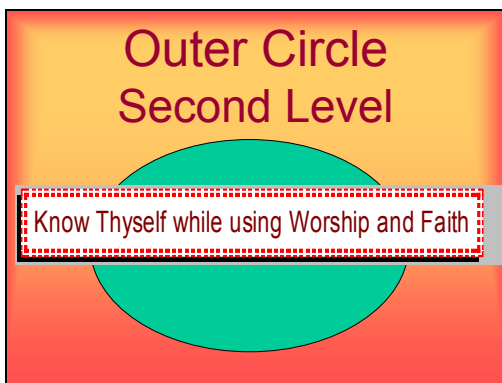 Outer Circle
Second Level
Know Thyself while using Worship and Faith